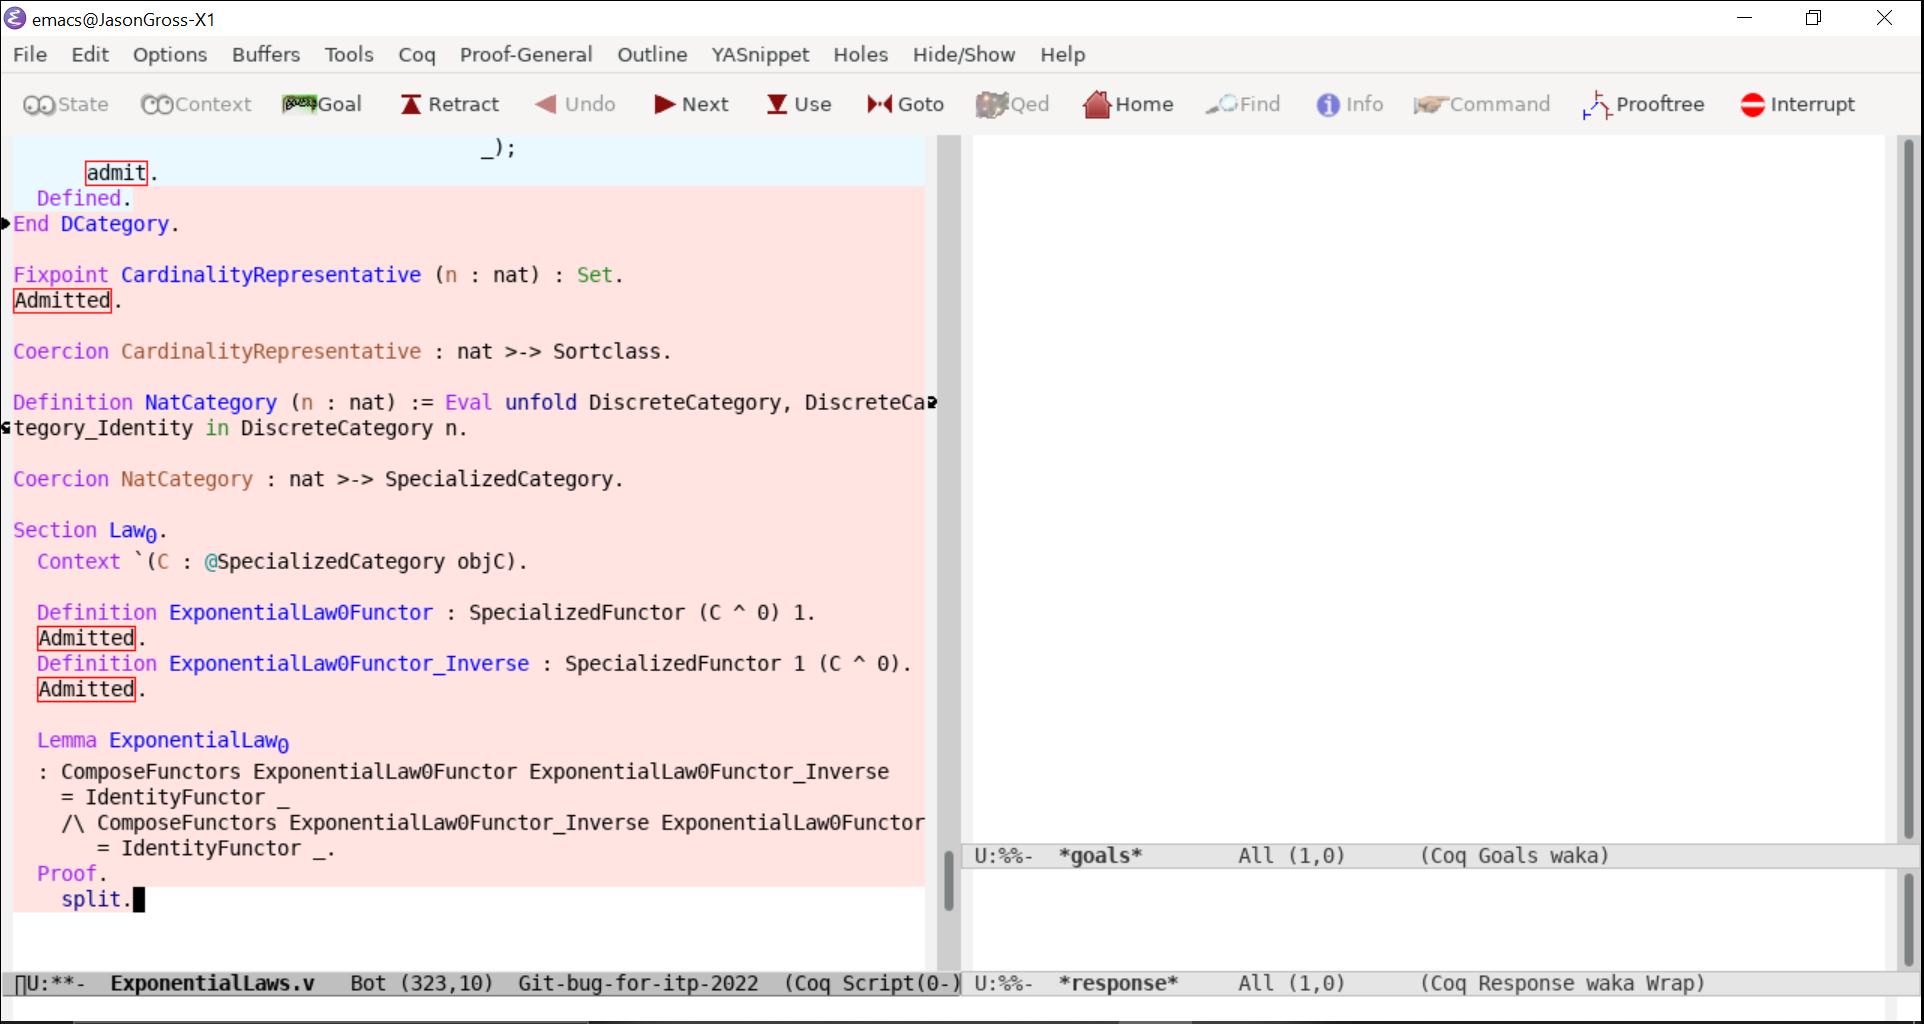 emacs@JasonGross-X1
File Edit Options Buffers Tools Coq Proof-General Outline YASnippet Holes Hide/Show Help
State Context Goal Retract Undo Next Use Goto Qed Home Find Info Command Prooftree Interrupt
_);
admit.
Defined.
End DCategory.
Fixpoint CardinalityRepresentative (n : nat) : Set.
Admitted.
Coercion CardinalityRepresentative : nat >-> Sortclass.
Definition NatCategory (n : nat) := Eval unfold DiscreteCategory, DiscreteCa
tegory_Identity in DiscreteCategory n.
Coercion NatCategory : nat >-> SpecializedCategory.
Section Law₀.
Context `(C : @SpecializedCategory objC).
Definition ExponentialLaw0Functor : SpecializedFunctor (C ^ 0) 1.
Admitted.
Definition ExponentialLaw0Functor_Inverse : SpecializedFunctor 1 (C ^ 0).
Admitted.
Lemma ExponentialLaw₀
: ComposeFunctors ExponentialLaw0Functor ExponentialLaw0Functor_Inverse
= IdentityFunctor _
/\ ComposeFunctors ExponentialLaw0Functor_Inverse ExponentialLaw0Functor
= IdentityFunctor _.
Proof.
split.
U:**- ExponentialLaws.v Bot (323,10) Git-bug-for-itp-2022 (Coq Script(0-)
U:%%- *goals* All (1,0) (Coq Goals waka)
U:%%- *response* All (1,0) (Coq Response waka Wrap)